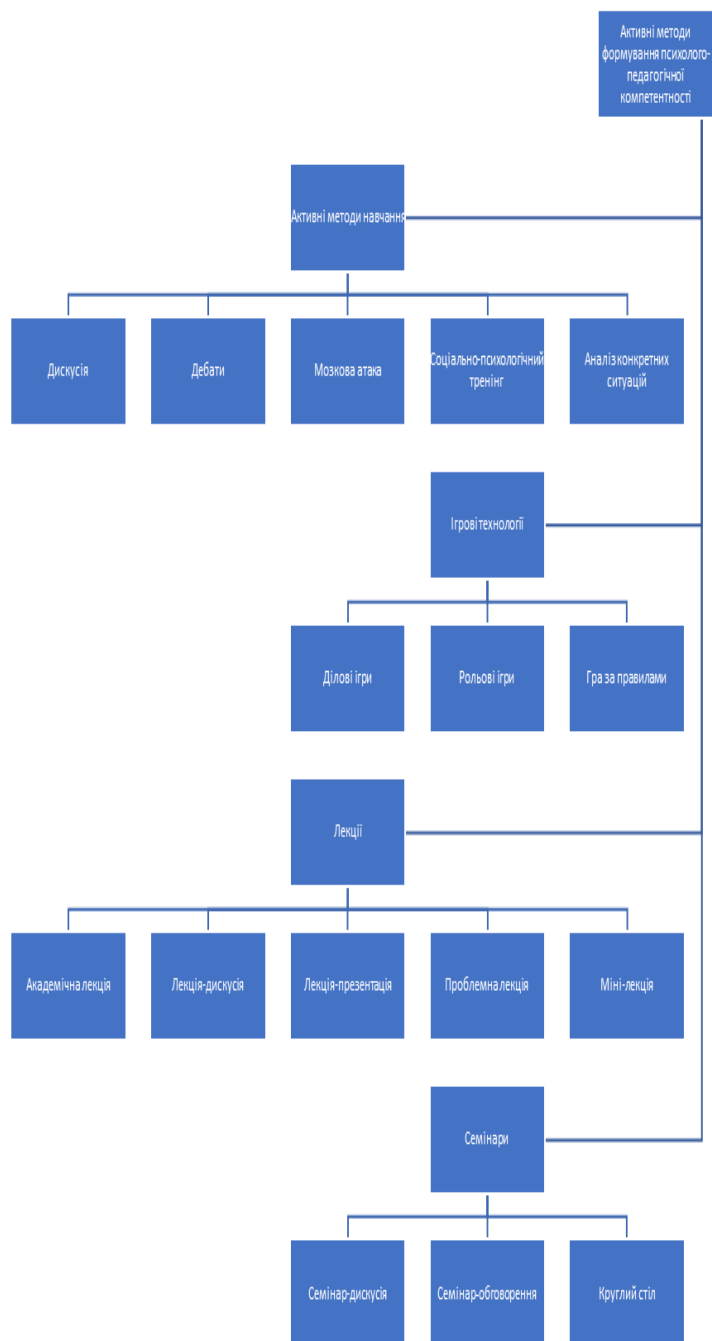 Активні методи
формування психолого-
педагогічної
компетентності
Активні методи навчання
Дискусія
Дебати
Мозкова атака
Соціально-психологічний
тренінг
Аналіз конкретних
ситуацій
Ігрові технології
Ділові ігри
Рольові ігри
Гра за правилами
Лекції
Академічна лекція
Лекція-дискусія
Лекція-презентація
Проблемна лекція
Міні-лекція
Семінари
Семінар-дискусія
Семінар-обговорення
Круглий стіл